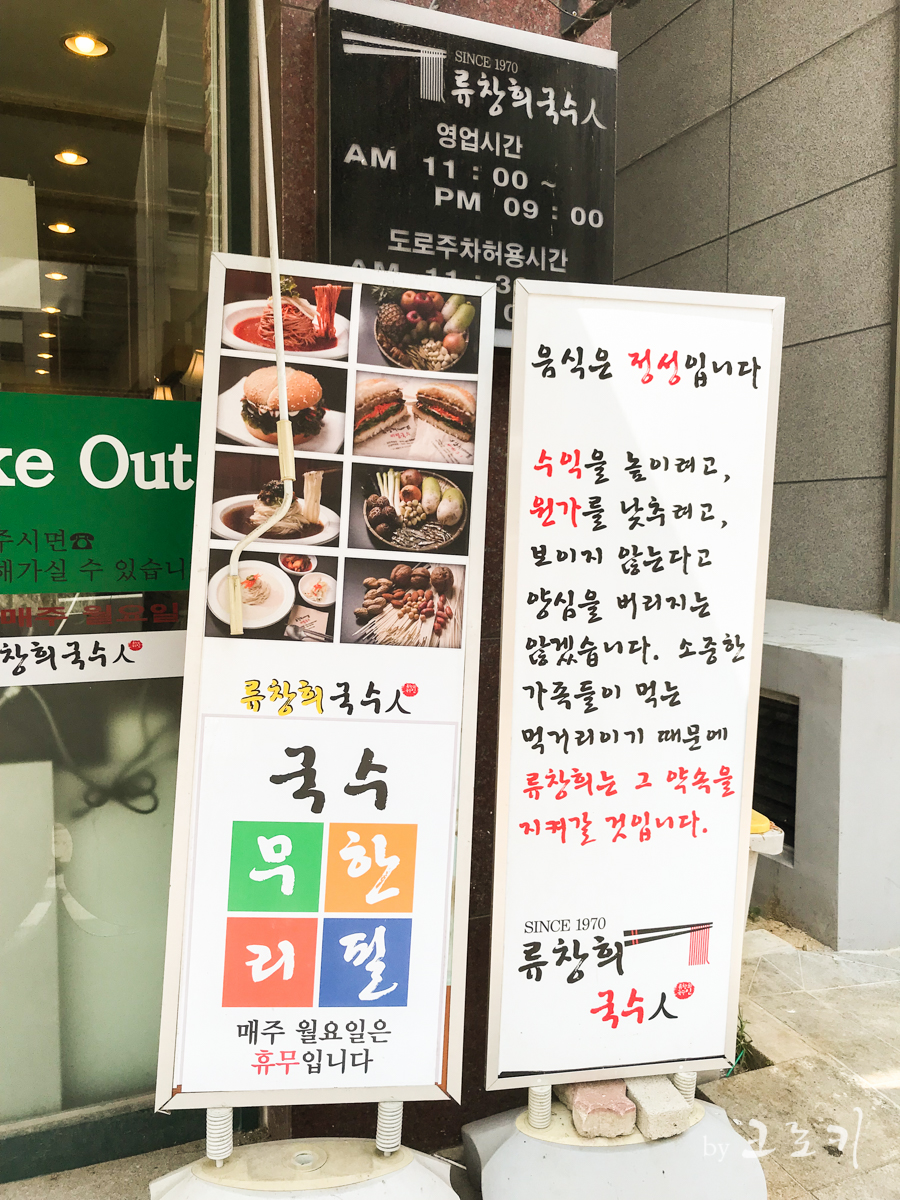 SINCE 1970
류창희국수人
영업시간
AM 11 : 00 ~
PM 09 : 00
도로주차허용시간
AM 11 : 3
ke Out
주시면☎
해가실 수 있습니
매주 월요일
창희국수人
류창희국수人
국수
무한
리필
매주 월요일은
휴무입니다
음식은 정성입니다
수익을 높이려고,
원가를 낮추려고,
보이지 않는다고
양심을 버리지는
않겠습니다. 소중한
가족들이 먹는
먹거리이기 때문에
류창희는 그 약속을
지켜갈 것입니다.
SINCE 1970
류창희
국수人
by 고로키